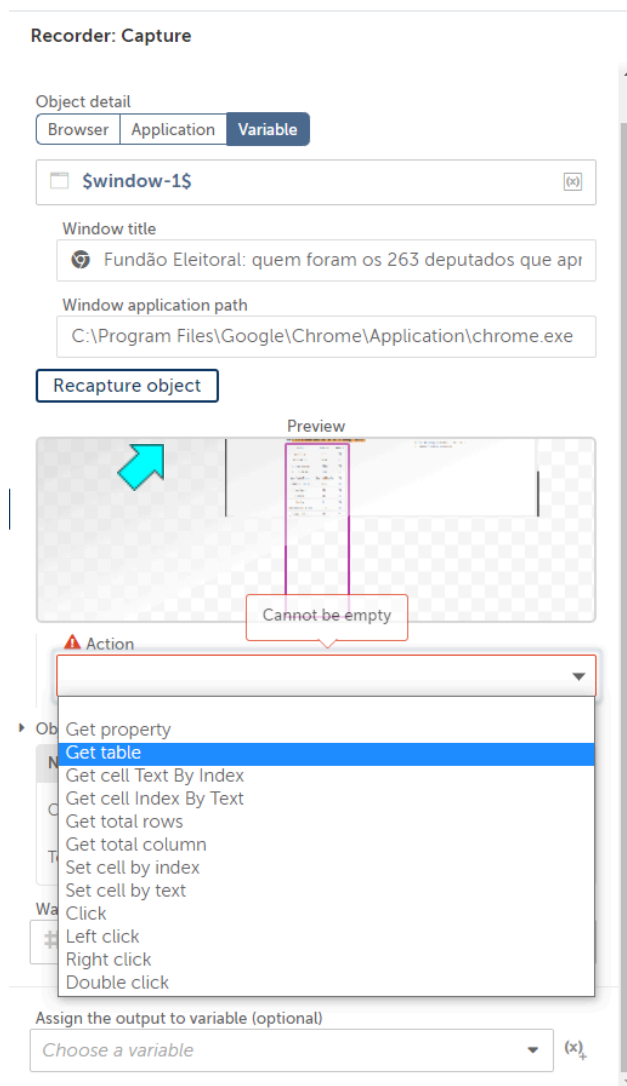 Recorder: Capture
Object detail
Browser Application Variable
$window-1$ (x)
Window title
Fundão Eleitoral: quem foram os 263 deputados que apr
Window application path
C:\Program Files\Google\Chrome\Application\chrome.exe
Recapture object
Preview
Cannot be empty
Action
Ob
Get property
Get table
N
Get cell Text By Index
Get cell Index By Text
Get total rows
Get total column
Set cell by index
Set cell by text
Wa
Click
Left click
Right click
Double click
Assign the output to variable (optional)
Choose a variable (x)+